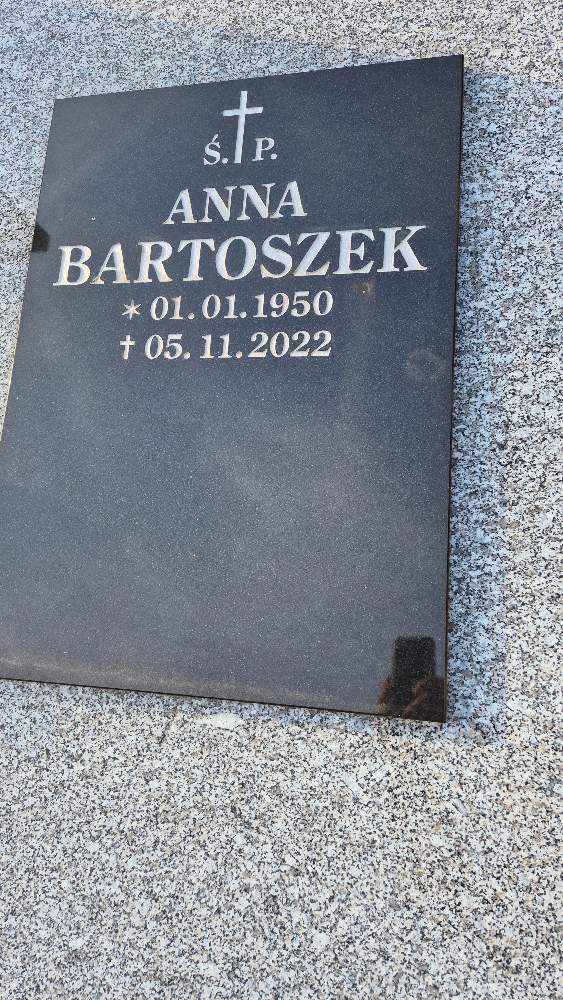 Ś. P.
ANNA
BARTOSZEK
* 01.01.1950
† 05.11.2022